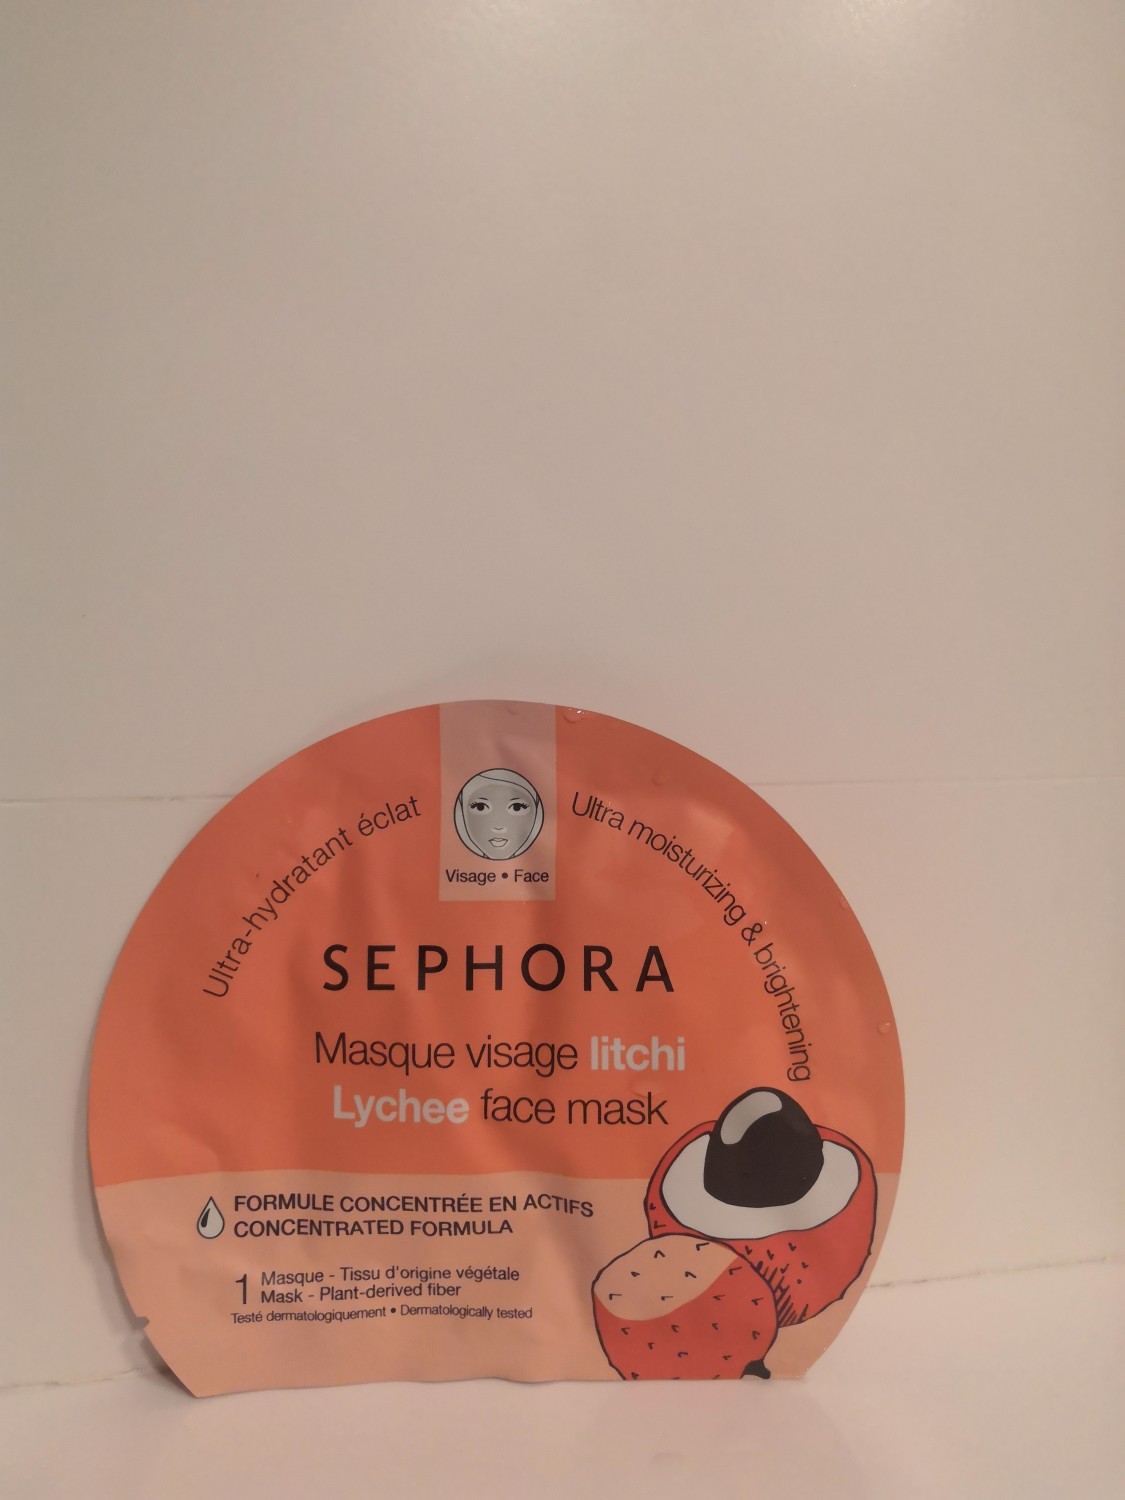 Visage • Face
Ultra-hydratant éclat
Ultra moisturizing & brightening
SEPHORA
Masque visage litchi
Lychee face mask
FORMULE CONCENTRÉE EN ACTIFS
CONCENTRATED FORMULA
1 Masque - Tissu d'origine végétale
Mask - Plant-derived fiber
Testé dermatologiquement • Dermatologically tested